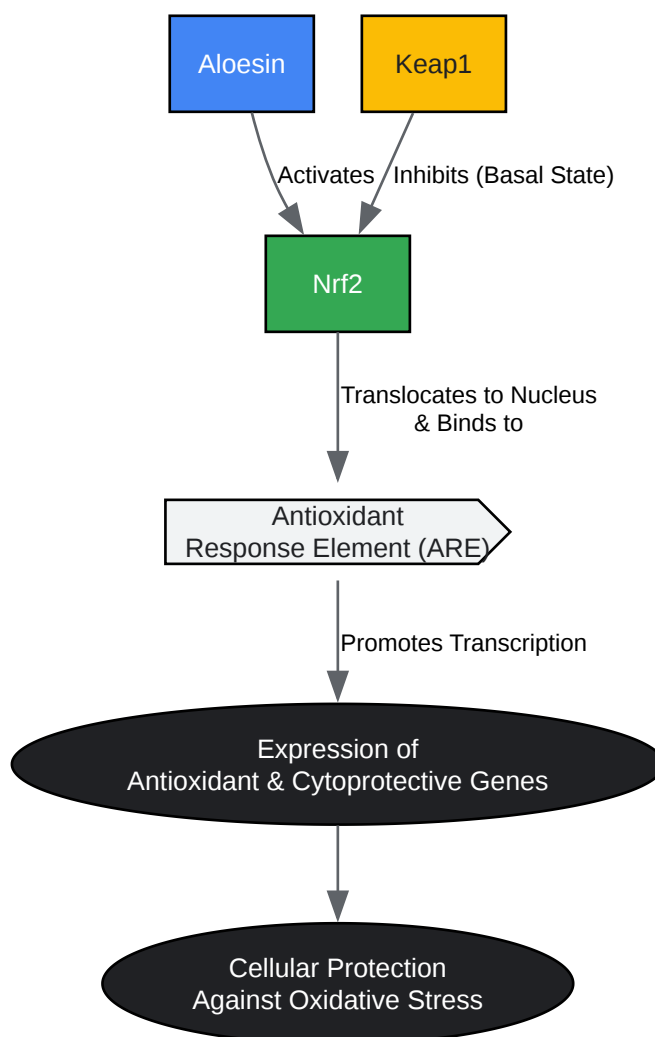 Aloesin
Keap1
Activates
Inhibits (Basal State)
Nrf2
Translocates to Nucleus
& Binds to
Antioxidant
Response Element (ARE)
Promotes Transcription
Expression of
Antioxidant & Cytoprotective Genes
Cellular Protection
Against Oxidative Stress